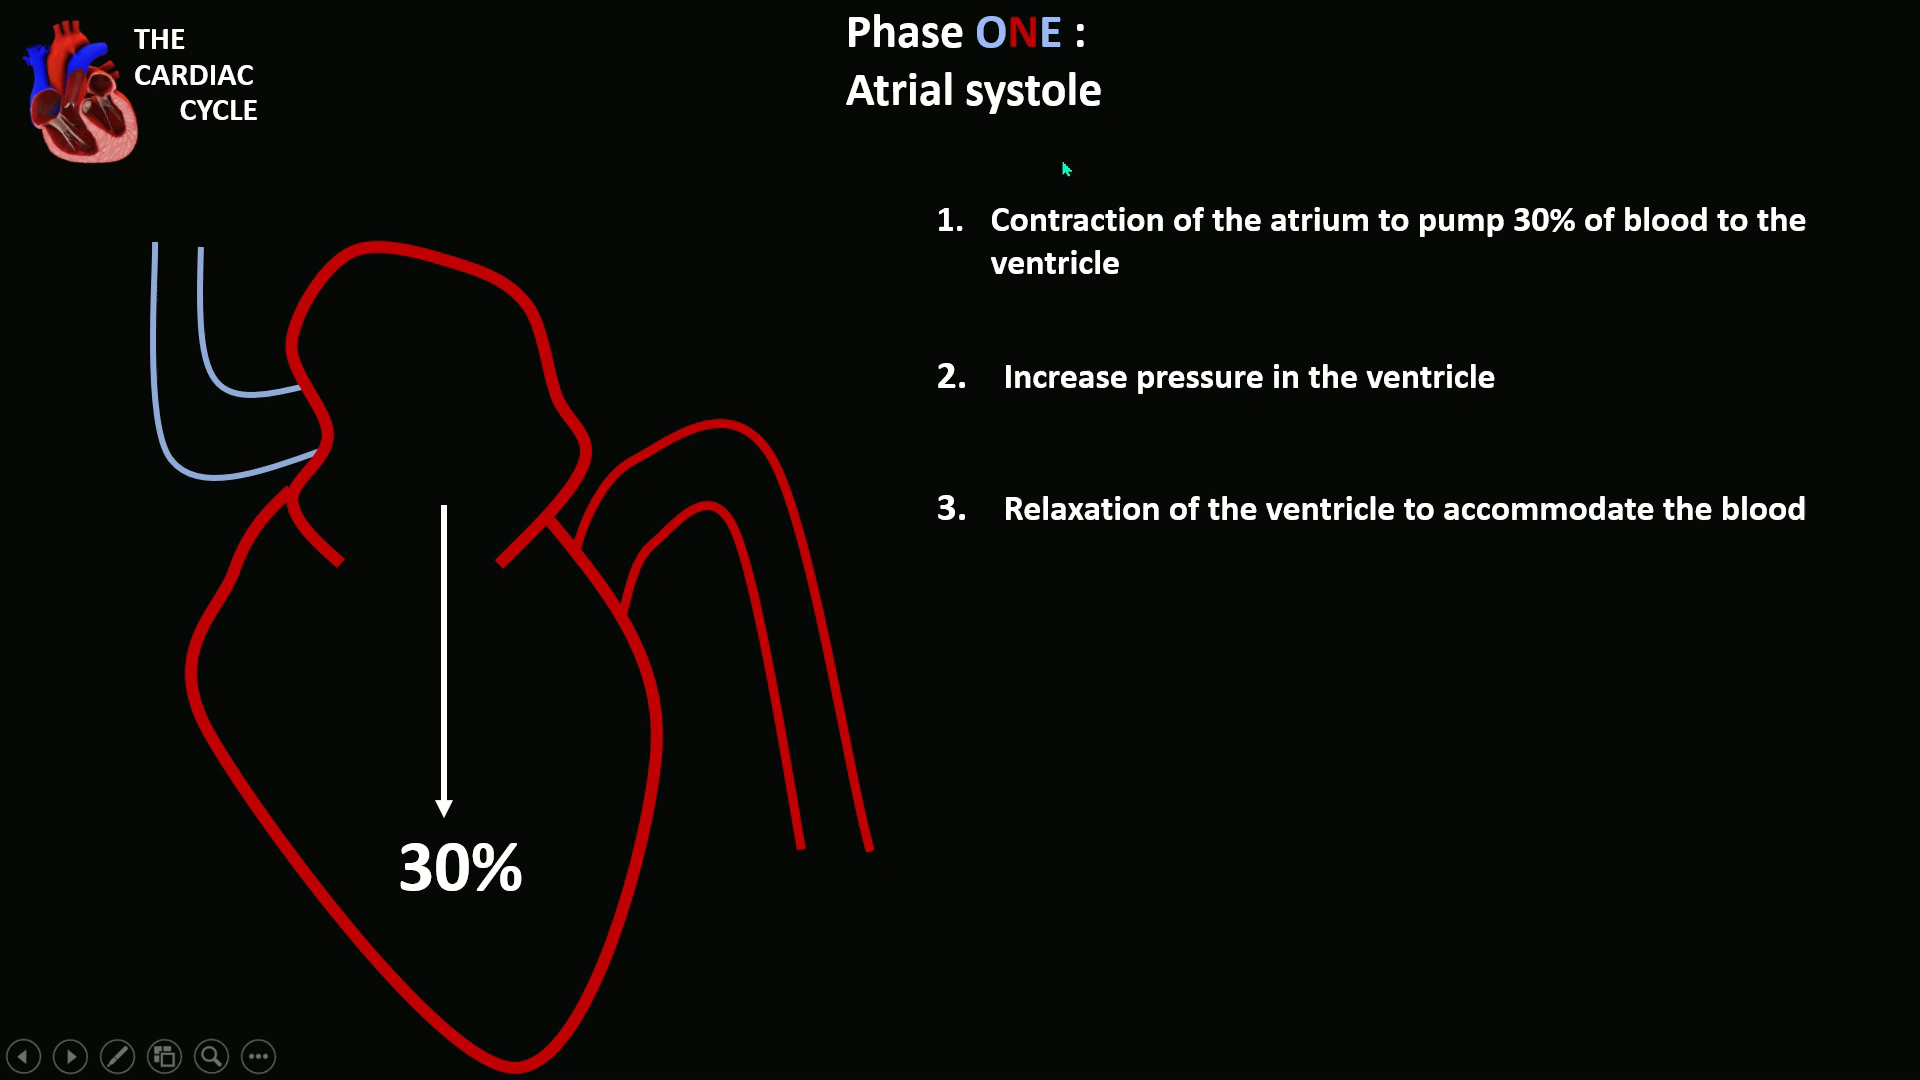 THE
CARDIAC
CYCLE
Phase ONE :
Atrial systole
1. Contraction of the atrium to pump 30% of blood to the
ventricle
2. Increase pressure in the ventricle
3. Relaxation of the ventricle to accommodate the blood
30%